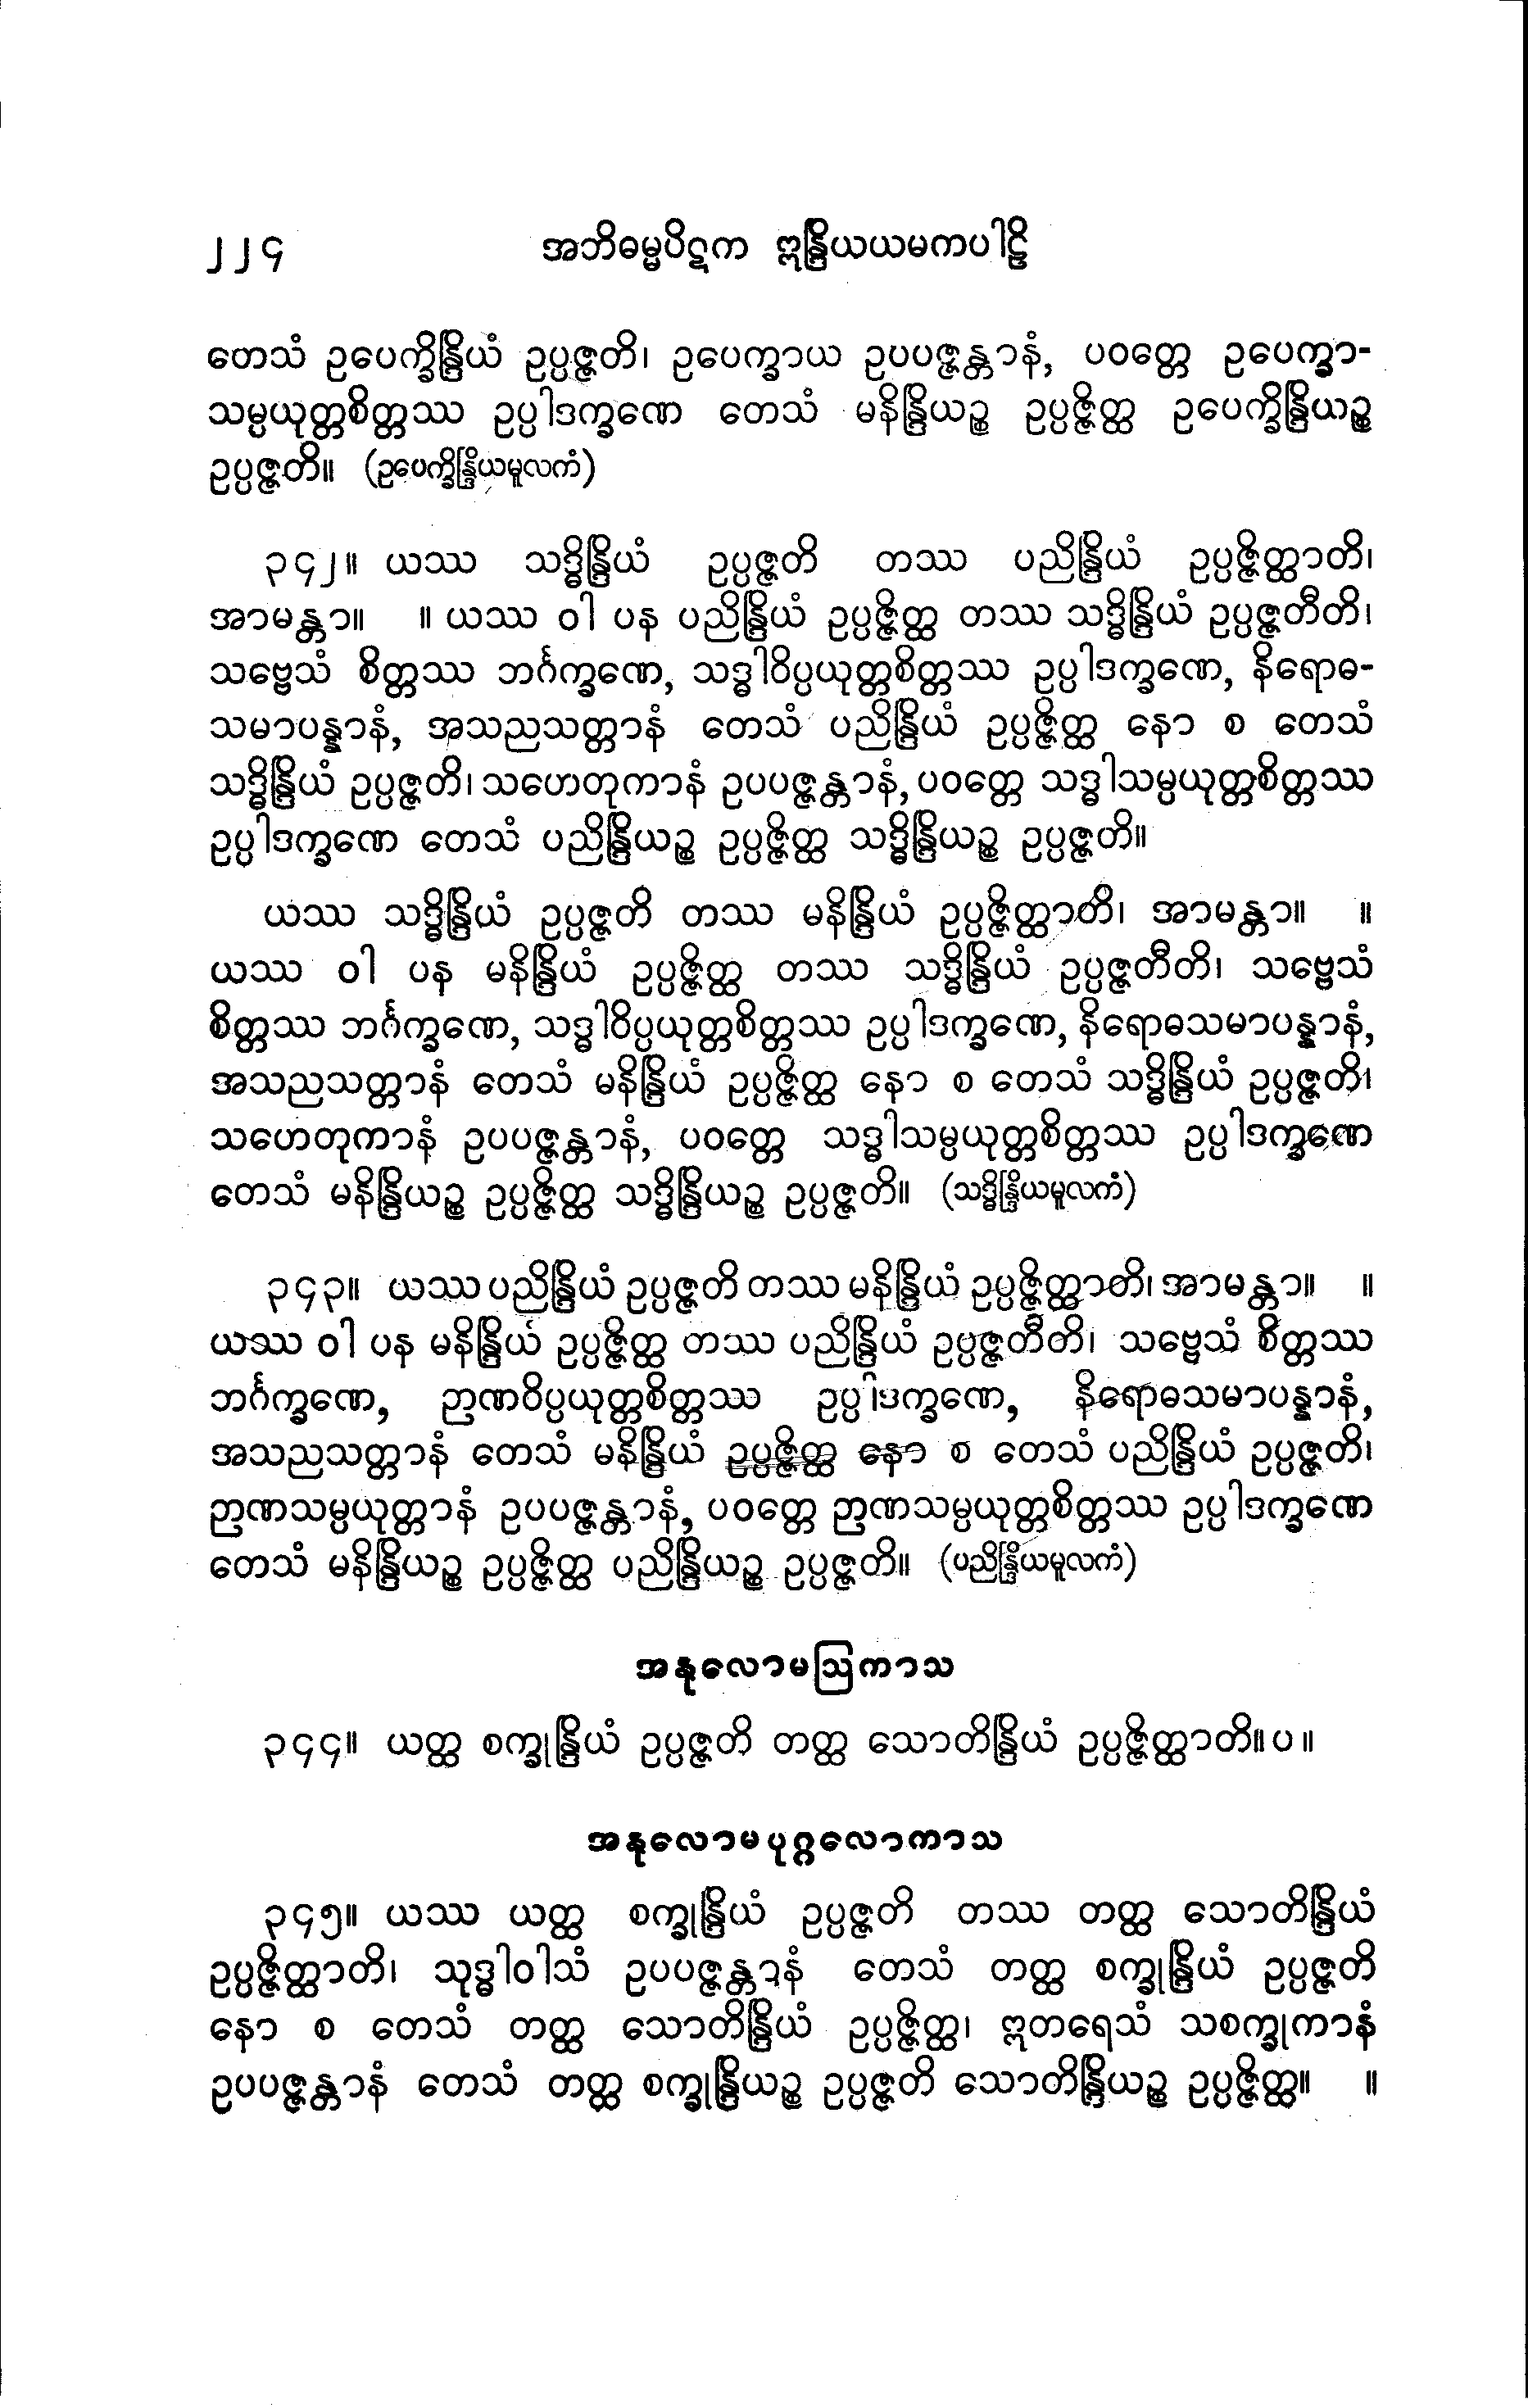 ၂၂၄ အဘိဓမ္မပိဋက ဣန္ဒြိယယမကပါဠိ
တေသံ ဥပေက္ခိန္ဒြိယံ ဥပ္ပဇ္ဇတိ၊ ဥပေက္ခာယ ဥပပဇ္ဇန္တာနံ, ပဝတ္တေ ဥပေက္ခာ-
သမ္ပယုတ္တစိတ္တဿ ဥပ္ပါဒက္ခဏေ တေသံ မနိန္ဒြိယဉ္စ ဥပ္ပဇ္ဇိတ္ထ ဥပေက္ခိန္ဒြိယဉ္စ
ဥပ္ပဇ္ဇတိ။ (ဥပေက္ခိန္ဒြိယမူလကံ)
၃၄၂။ ယဿ သဒ္ဓိန္ဒြိယံ ဥပ္ပဇ္ဇတိ တဿ ပညိန္ဒြိယံ ဥပ္ပဇ္ဇိတ္ထာတိ၊
အာမန္တာ။ ။ ယဿ ဝါ ပန ပညိန္ဒြိယံ ဥပ္ပဇ္ဇိတ္ထ တဿ သဒ္ဓိန္ဒြိယံ ဥပ္ပဇ္ဇတီတိ၊
သဗ္ဗေသံ စိတ္တဿ ဘင်္ဂက္ခဏေ, သဒ္ဓါဝိပ္ပယုတ္တစိတ္တဿ ဥပ္ပါဒက္ခဏေ, နိရောဓ-
သမာပန္နာနံ, အသညသတ္တာနံ တေသံ ပညိန္ဒြိယံ ဥပ္ပဇ္ဇိတ္ထ နော စ တေသံ
သဒ္ဓိန္ဒြိယံ ဥပ္ပဇ္ဇတိ၊ သဟေတုကာနံ ဥပပဇ္ဇန္တာနံ, ပဝတ္တေ သဒ္ဓါသမ္ပယုတ္တစိတ္တဿ
ဥပ္ပါဒက္ခဏေ တေသံ ပညိန္ဒြိယဉ္စ ဥပ္ပဇ္ဇိတ္ထ သဒ္ဓိန္ဒြိယဉ္စ ဥပ္ပဇ္ဇတိ။
ယဿ သဒ္ဓိန္ဒြိယံ ဥပ္ပဇ္ဇတိ တဿ မနိန္ဒြိယံ ဥပ္ပဇ္ဇိတ္ထာတိ၊ အာမန္တာ။ ။
ယဿ ဝါ ပန မနိန္ဒြိယံ ဥပ္ပဇ္ဇိတ္ထ တဿ သဒ္ဓိန္ဒြိယံ ဥပ္ပဇ္ဇတီတိ၊ သဗ္ဗေသံ
စိတ္တဿ ဘင်္ဂက္ခဏေ, သဒ္ဓါဝိပ္ပယုတ္တစိတ္တဿ ဥပ္ပါဒက္ခဏေ, နိရောဓသမာပန္နာနံ,
အသညသတ္တာနံ တေသံ မနိန္ဒြိယံ ဥပ္ပဇ္ဇိတ္ထ နော စ တေသံ သဒ္ဓိန္ဒြိယံ ဥပ္ပဇ္ဇတိ၊
သဟေတုကာနံ ဥပပဇ္ဇန္တာနံ, ပဝတ္တေ သဒ္ဓါသမ္ပယုတ္တစိတ္တဿ ဥပ္ပါဒက္ခဏေ
တေသံ မနိန္ဒြိယဉ္စ ဥပ္ပဇ္ဇိတ္ထ သဒ္ဓိန္ဒြိယဉ္စ ဥပ္ပဇ္ဇတိ။ (သဒ္ဓိန္ဒြိယမူလကံ)
၃၄၃။ ယဿ ပညိန္ဒြိယံ ဥပ္ပဇ္ဇတိ တဿ မနိန္ဒြိယံ ဥပ္ပဇ္ဇိတ္ထာတိ၊ အာမန္တာ။ ။
ယဿ ဝါ ပန မနိန္ဒြိယံ ဥပ္ပဇ္ဇိတ္ထ တဿ ပညိန္ဒြိယံ ဥပ္ပဇ္ဇတီတိ၊ သဗ္ဗေသံ စိတ္တဿ
ဘင်္ဂက္ခဏေ, ဉာဏဝိပ္ပယုတ္တစိတ္တဿ ဥပ္ပါဒက္ခဏေ, နိရောဓသမာပန္နာနံ,
အသညသတ္တာနံ တေသံ မနိန္ဒြိယံ ဥပ္ပဇ္ဇိတ္ထ နော စ တေသံ ပညိန္ဒြိယံ ဥပ္ပဇ္ဇတိ၊
ဉာဏသမ္ပယုတ္တာနံ ဥပပဇ္ဇန္တာနံ, ပဝတ္တေ ဉာဏသမ္ပယုတ္တစိတ္တဿ ဥပ္ပါဒက္ခဏေ
တေသံ မနိန္ဒြိယဉ္စ ဥပ္ပဇ္ဇိတ္ထ ပညိန္ဒြိယဉ္စ ဥပ္ပဇ္ဇတိ။ (ပညိန္ဒြိယမူလကံ)
အနုလောမဩကာသ
၃၄၄။ ယတ္ထ စက္ခုန္ဒြိယံ ဥပ္ပဇ္ဇတိ တတ္ထ သောတိန္ဒြိယံ ဥပ္ပဇ္ဇိတ္ထာတိ။ ပ ။
အနုလောမပုဂ္ဂလောကာသ
၃၄၅။ ယဿ ယတ္ထ စက္ခုန္ဒြိယံ ဥပ္ပဇ္ဇတိ တဿ တတ္ထ သောတိန္ဒြိယံ
ဥပ္ပဇ္ဇိတ္ထာတိ၊ သုဒ္ဓါဝါသံ ဥပပဇ္ဇန္တာနံ တေသံ တတ္ထ စက္ခုန္ဒြိယံ ဥပ္ပဇ္ဇတိ
နော စ တေသံ တတ္ထ သောတိန္ဒြိယံ ဥပ္ပဇ္ဇိတ္ထ၊ ဣတရေသံ သစက္ခုကာနံ
ဥပပဇ္ဇန္တာနံ တေသံ တတ္ထ စက္ခုန္ဒြိယဉ္စ ဥပ္ပဇ္ဇတိ သောတိန္ဒြိယဉ္စ ဥပ္ပဇ္ဇိတ္ထ။ ။